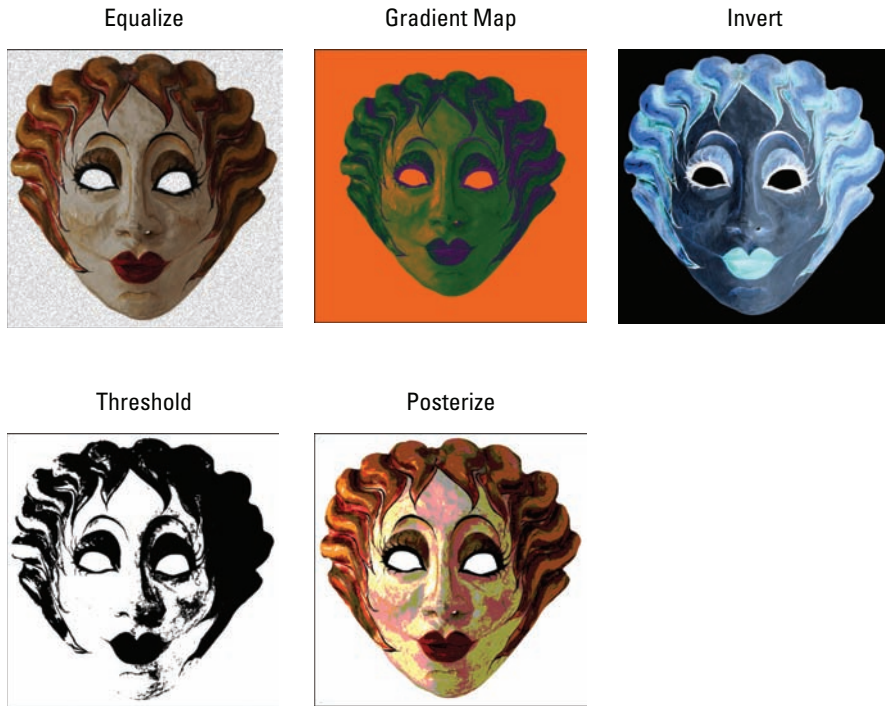 Equalize
Gradient Map
Invert
Threshold
Posterize